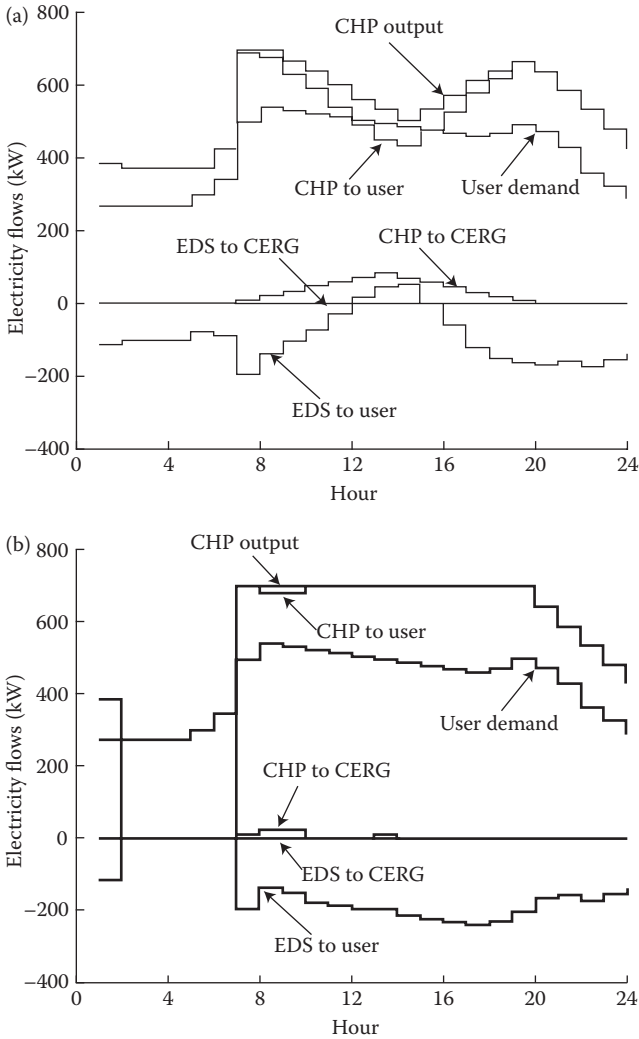 (a)
800
600
400
200
0
−200
−400
Electricity flows (kW)
CHP output
CHP to user
User demand
EDS to CERG
CHP to CERG
EDS to user
0 4 8 12 16 20 24
Hour
(b)
800
600
400
200
0
−200
−400
Electricity flows (kW)
CHP output
CHP to user
User demand
CHP to CERG
EDS to CERG
EDS to user
0 4 8 12 16 20 24
Hour